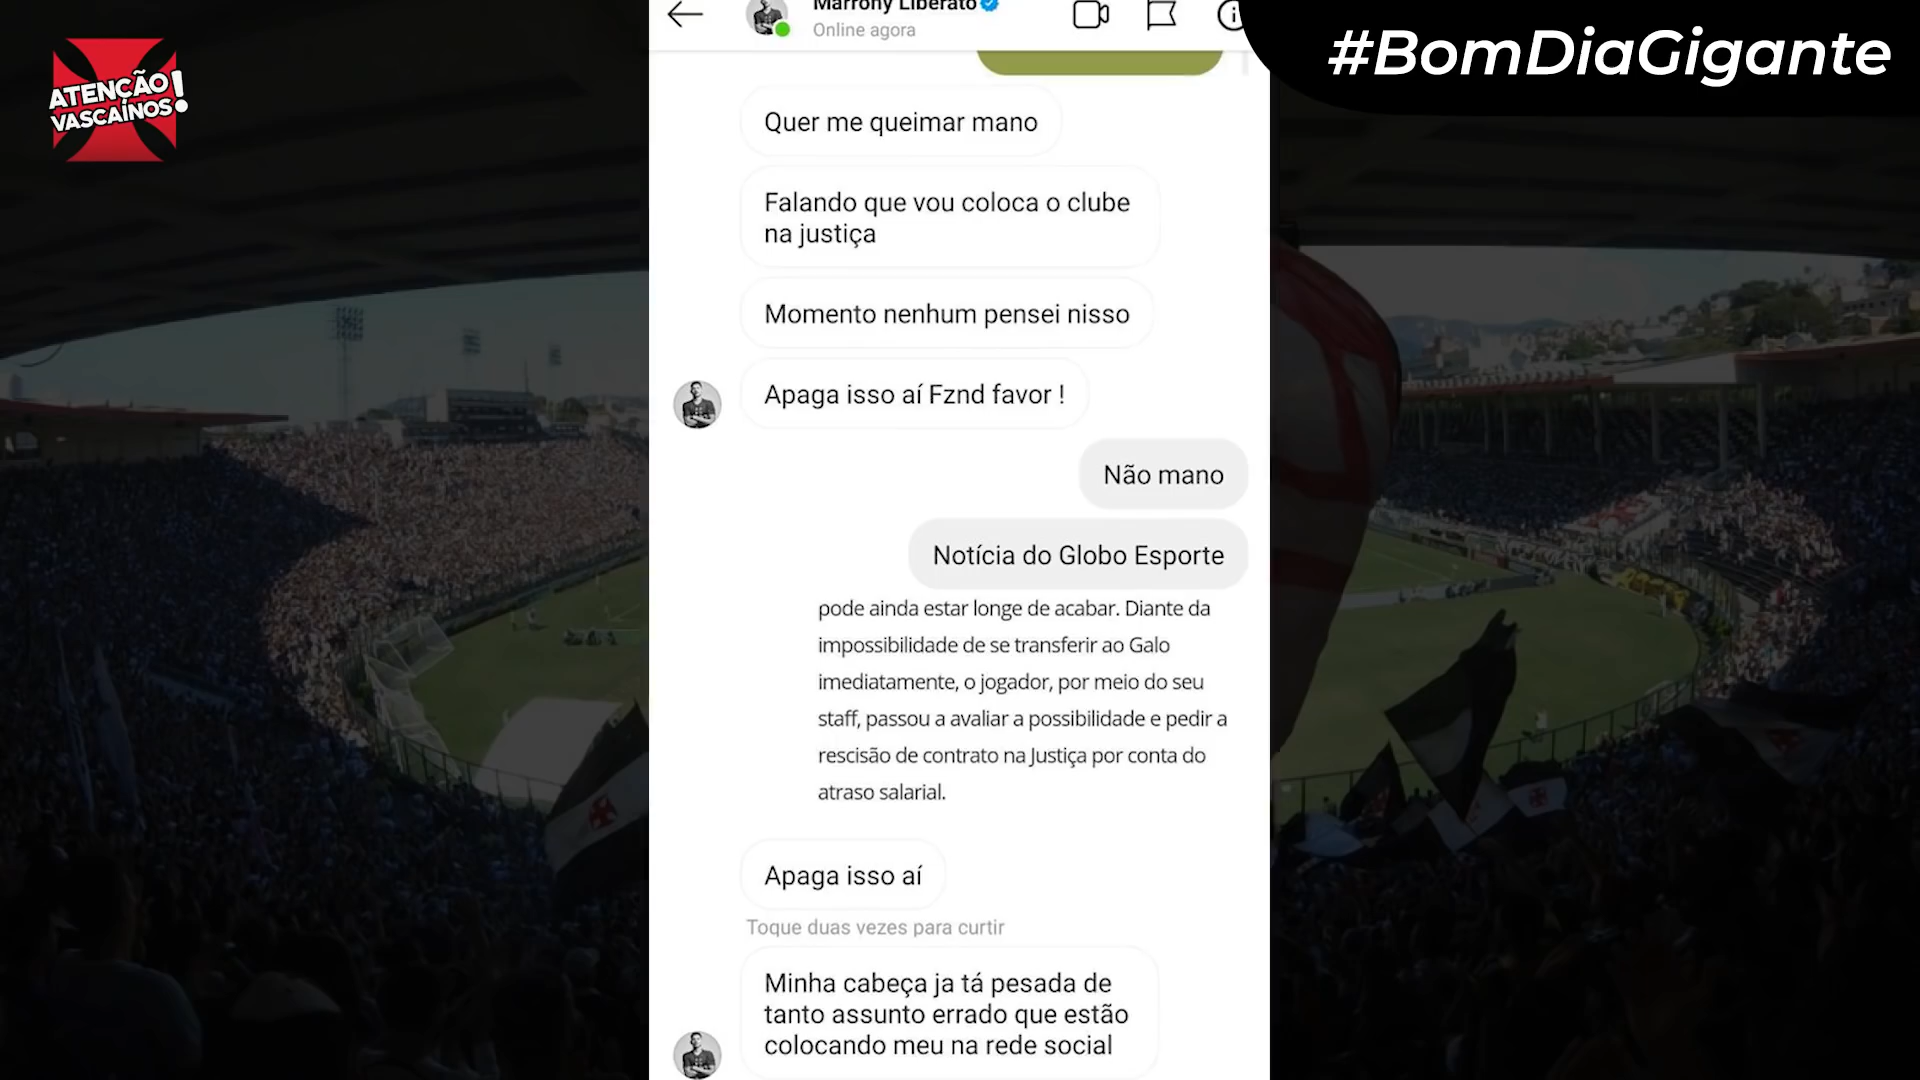 ATENÇÃO
VASCAÍNOS!
#BomDiaGigante
Marrony Liberato
Online agora
Quer me queimar mano
Falando que vou coloca o clube
na justiça
Momento nenhum pensei nisso
Apaga isso aí Fznd favor !
Não mano
Notícia do Globo Esporte
pode ainda estar longe de acabar. Diante da
impossibilidade de se transferir ao Galo
imediatamente, o jogador, por meio do seu
staff, passou a avaliar a possibilidade e pedir a
rescisão de contrato na Justiça por conta do
atraso salarial.
Apaga isso aí
Toque duas vezes para curtir
Minha cabeça ja tá pesada de
tanto assunto errado que estão
colocando meu na rede social